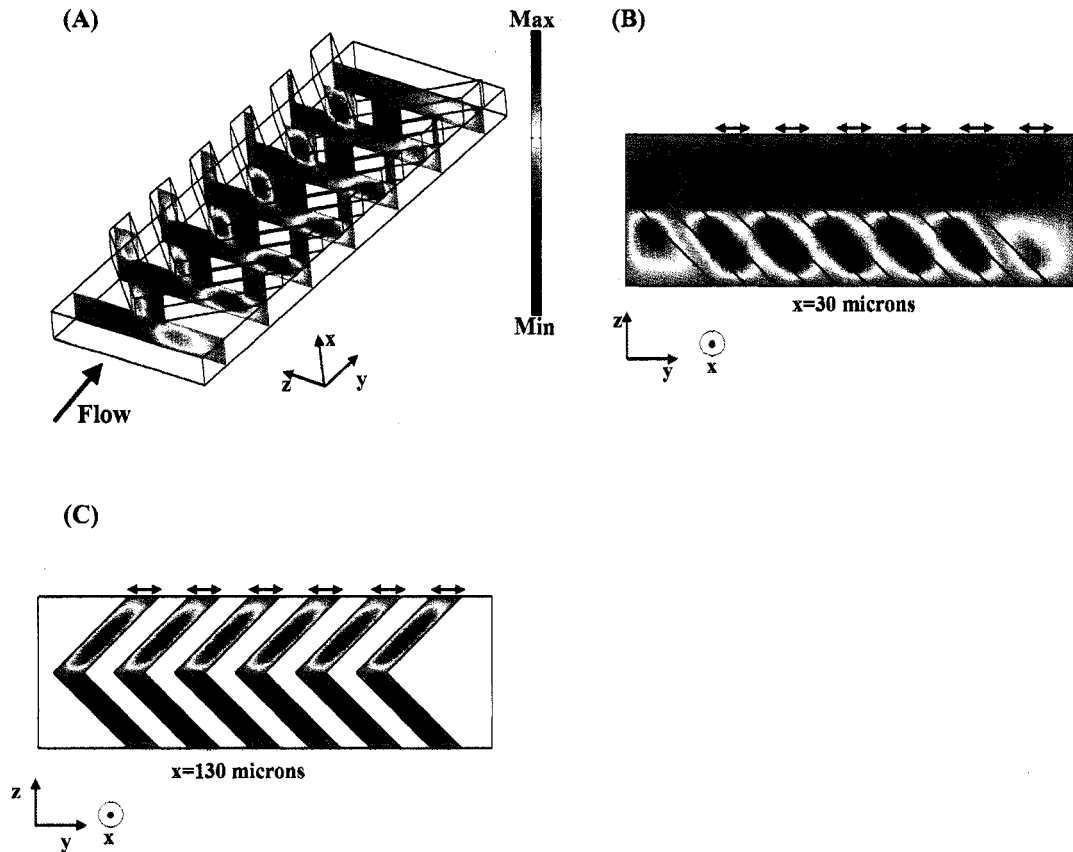 (A)
Max
Min
x
z
y
Flow
(B)
x=30 microns
z
y
x
(C)
x=130 microns
z
y
x